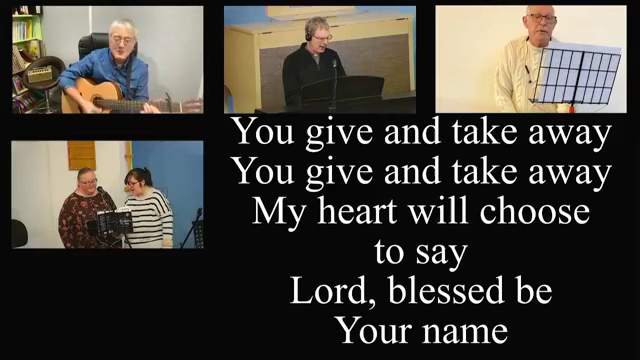 You give and take away
You give and take away
My heart will choose
to say
Lord, blessed be
Your name